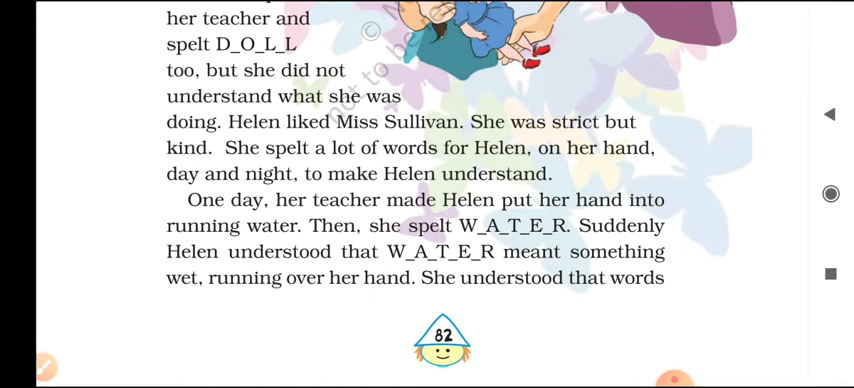 her teacher and
spelt D_O_L_L
too, but she did not
understand what she was
doing. Helen liked Miss Sullivan. She was strict but
kind. She spelt a lot of words for Helen, on her hand,
day and night, to make Helen understand.
One day, her teacher made Helen put her hand into
running water. Then, she spelt W_A_T_E_R. Suddenly
Helen understood that W_A_T_E_R meant something
wet, running over her hand. She understood that words
82
©
not to be